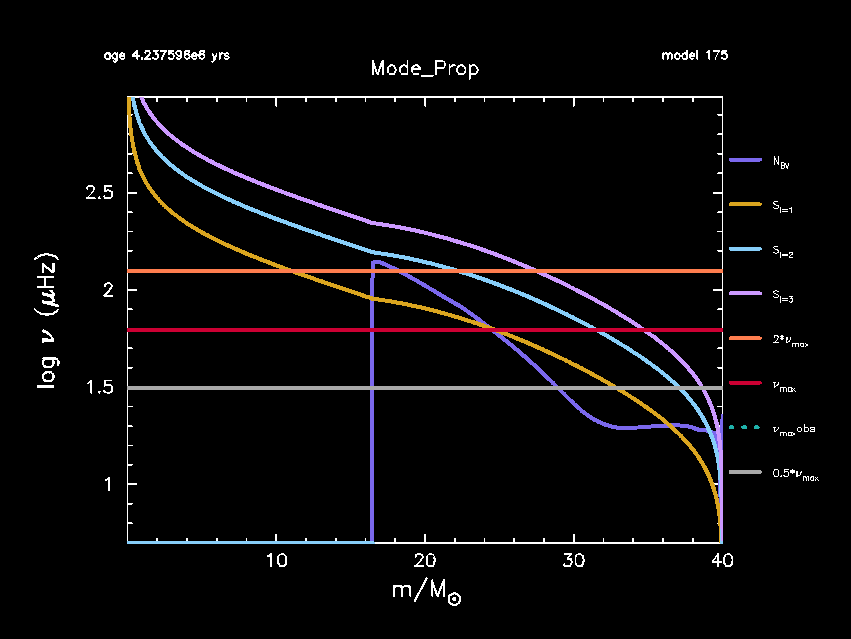 age 4.237596e6 yrs
model 175
Mode_Prop
log ν (μHz)
2.5
2
1.5
1
10
20
30
40
m/M☉
N_BV
S_l=1
S_l=2
S_l=3
2*ν_max
ν_max
ν_max obs
0.5*ν_max